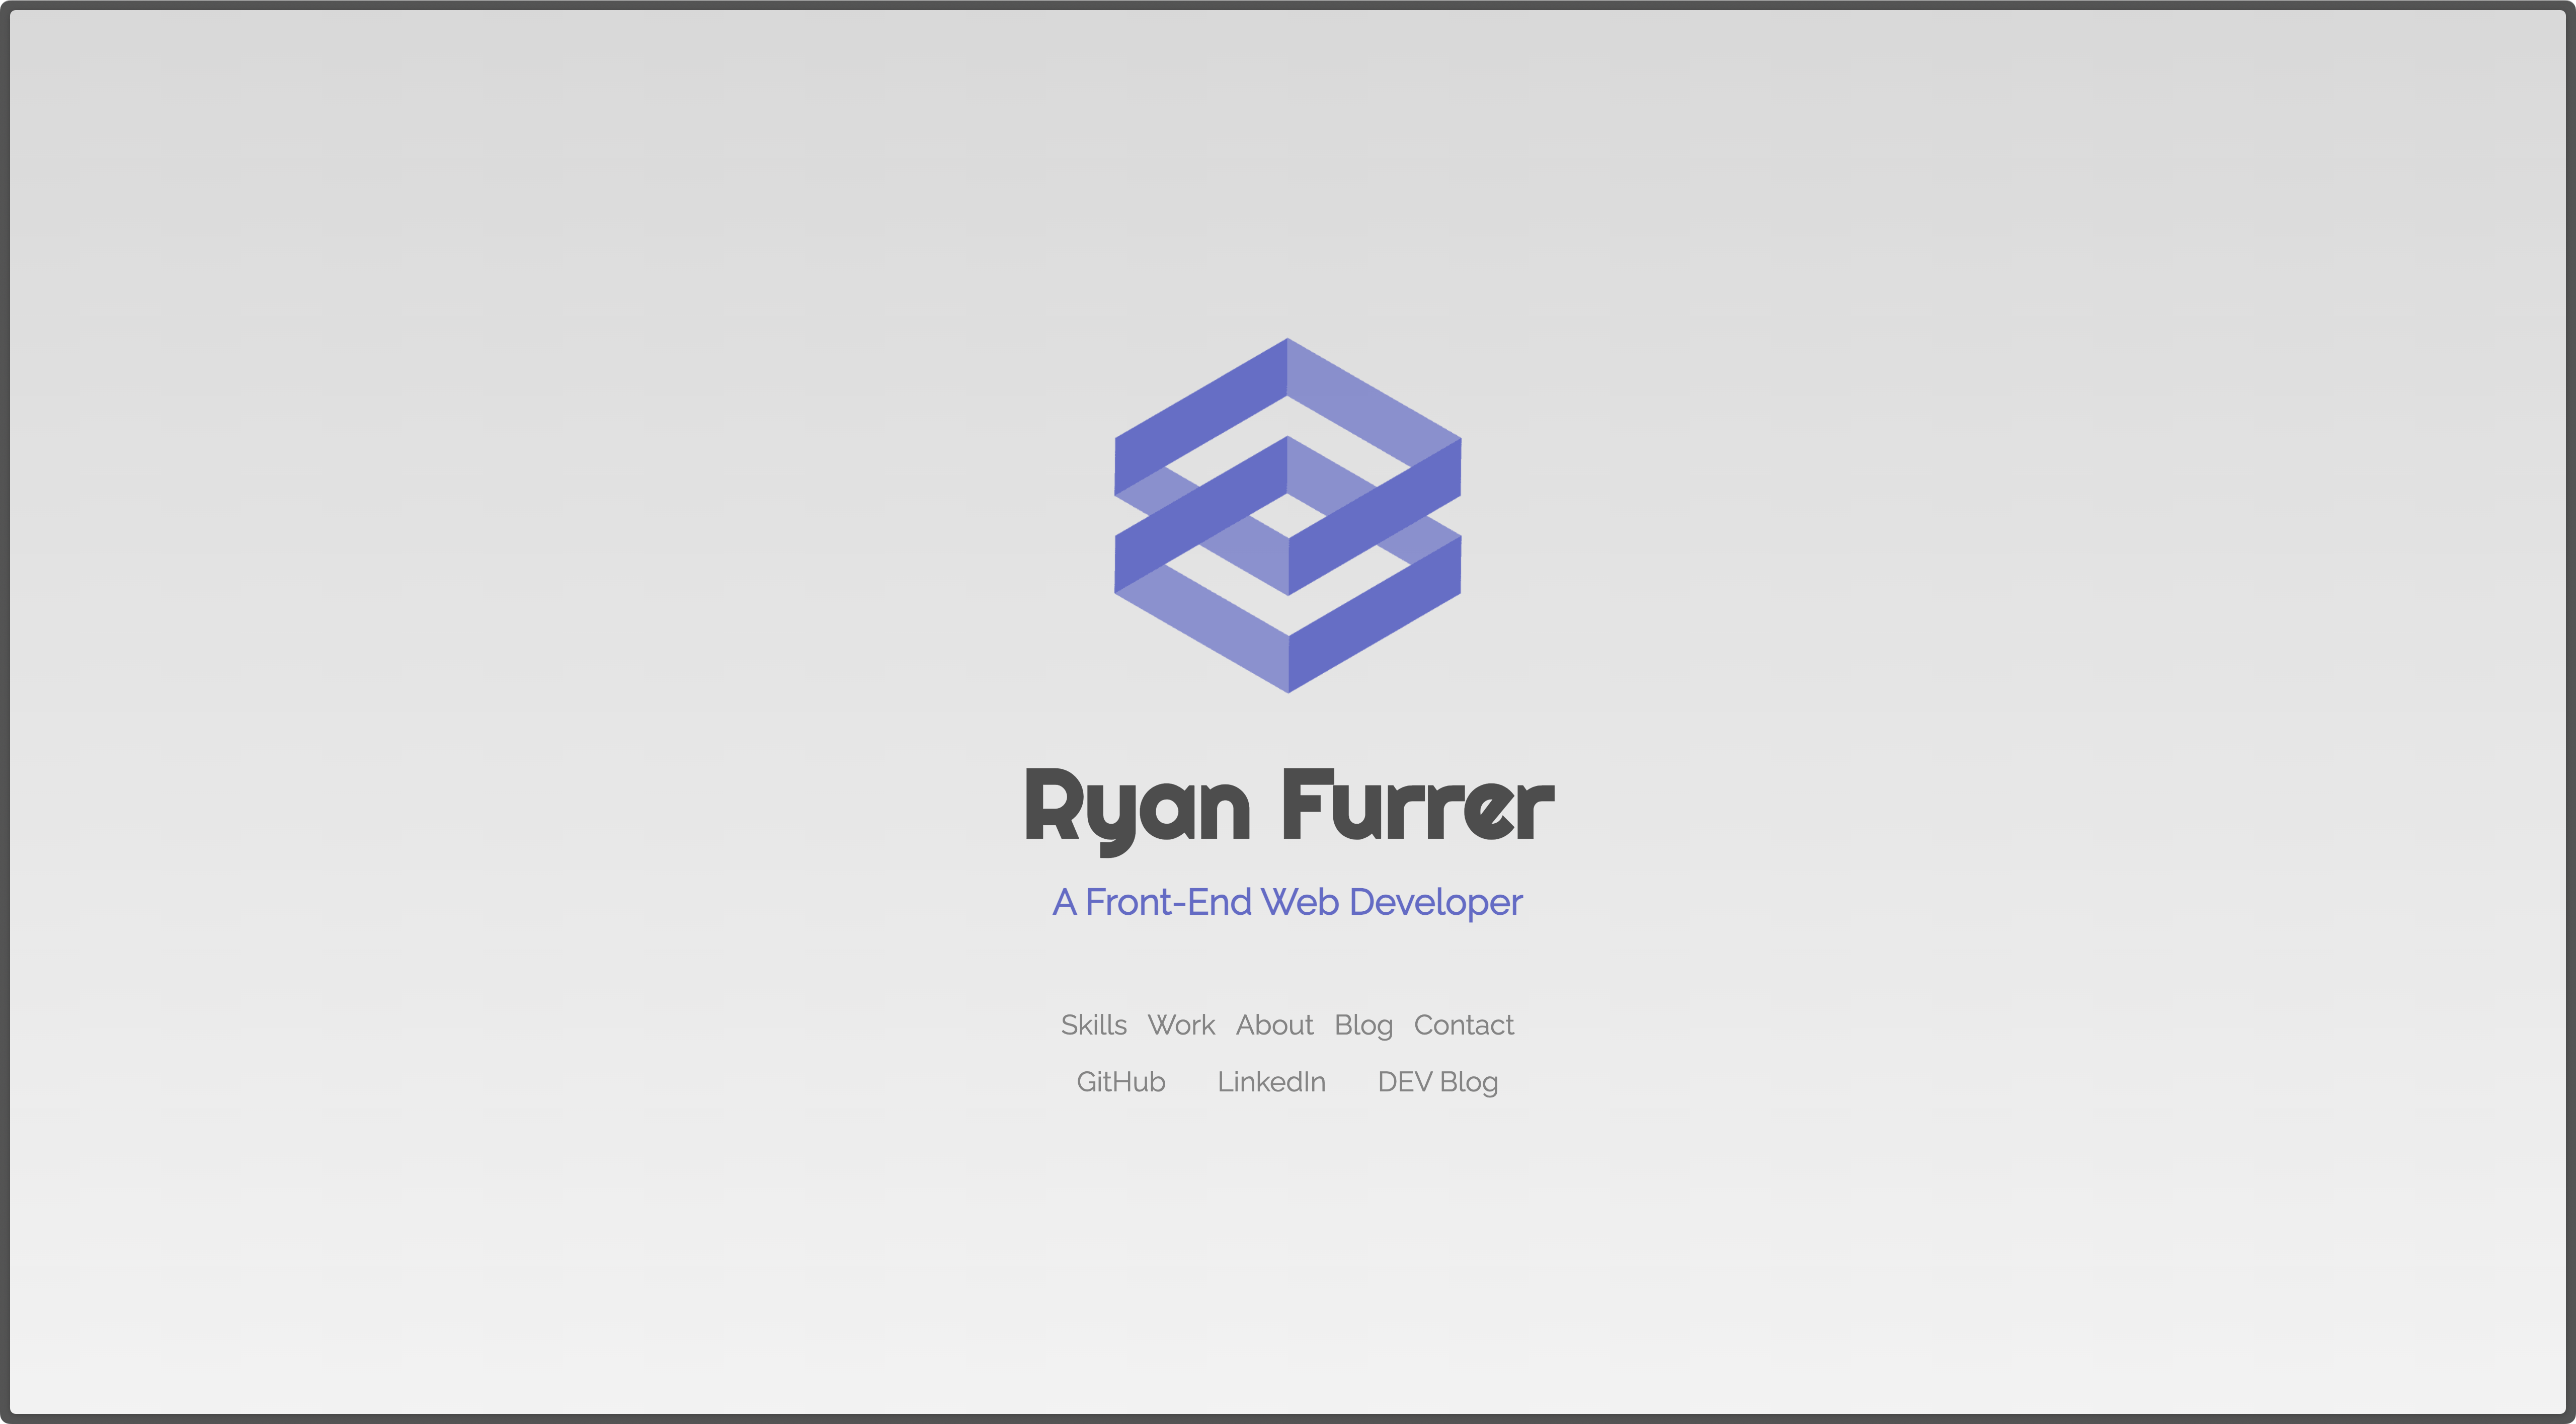 Ryan Furrer
A Front-End Web Developer
Skills Work About Blog Contact
GitHub LinkedIn DEV Blog